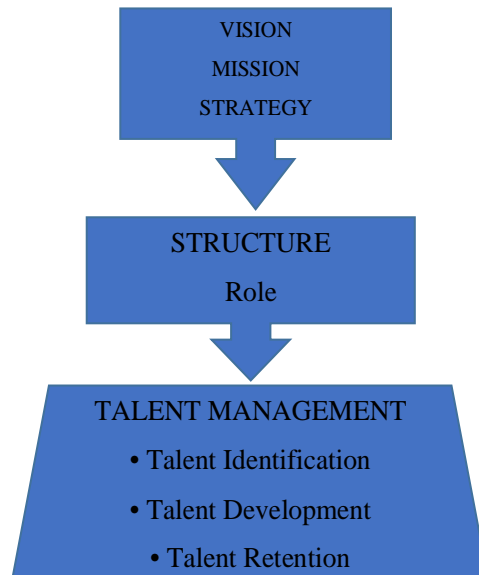 VISION
MISSION
STRATEGY
STRUCTURE
Role
TALENT MANAGEMENT
• Talent Identification
• Talent Development
• Talent Retention